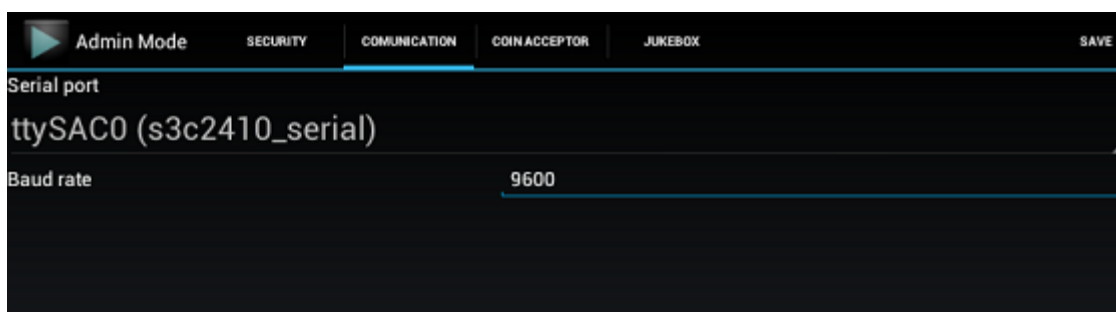 Admin Mode SECURITY COMUNICATION COIN ACCEPTOR JUKEBOX SAVE
Serial port
ttySAC0 (s3c2410_serial)
Baud rate 9600